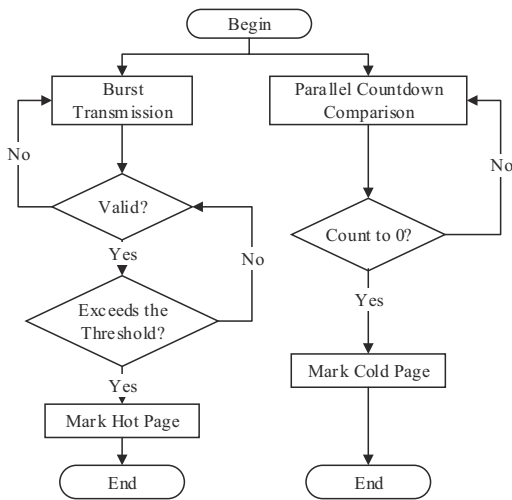 Begin
Burst
Transmission
Parallel Countdown
Comparison
No
No
Valid?
Count to 0?
Yes
No
Exceeds the
Threshold?
Yes
Yes
Mark Cold Page
Mark Hot Page
End
End